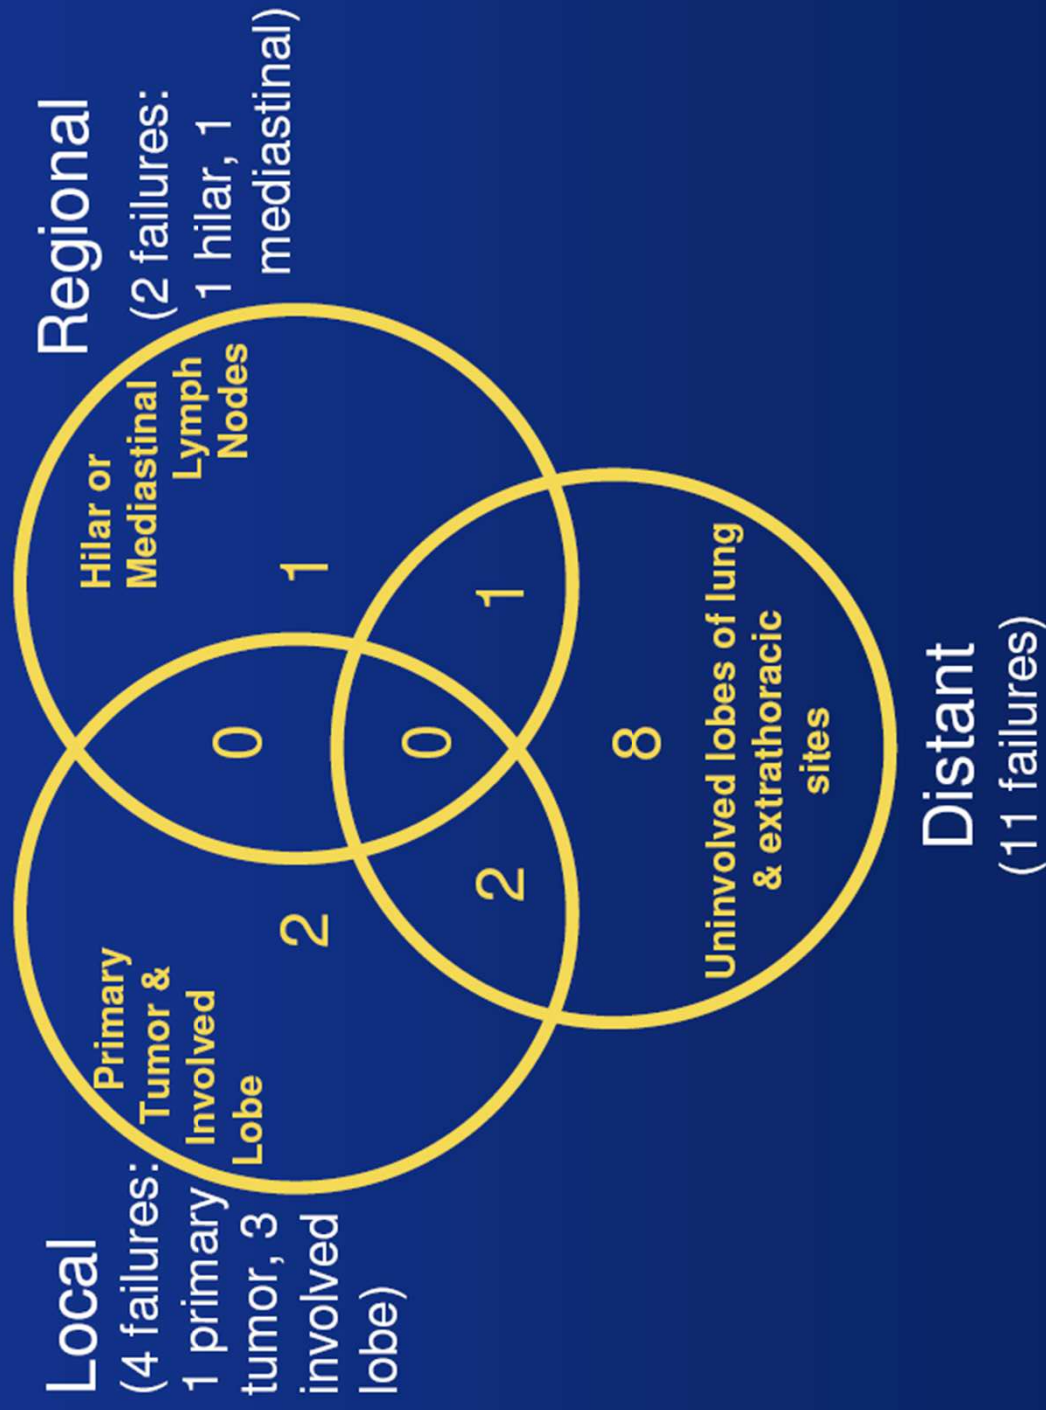 Local
(4 failures:
1 primary
tumor, 3
involved
lobe)
Primary
Tumor &
Involved
Lobe
Regional
(2 failures:
1 hilar, 1
mediastinal)
Hilar or
Mediastinal
Lymph
Nodes
0
2
1
0
2
1
8
Uninvolved lobes of lung
& extrathoracic
sites
Distant
(11 failures)